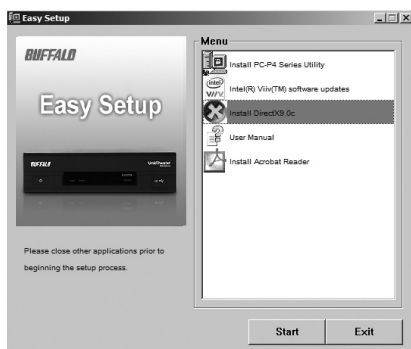 Easy Setup
BUFFALO
Easy Setup
BUFFALO
LinkTheater
Please close other applications prior to
beginning the setup process.
Menu
Install PC-P4 Series Utility
intel
Viiv
Intel(R) Viiv(TM) software updates
Install DirectX9.0c
User Manual
Install Acrobat Reader
Start
Exit